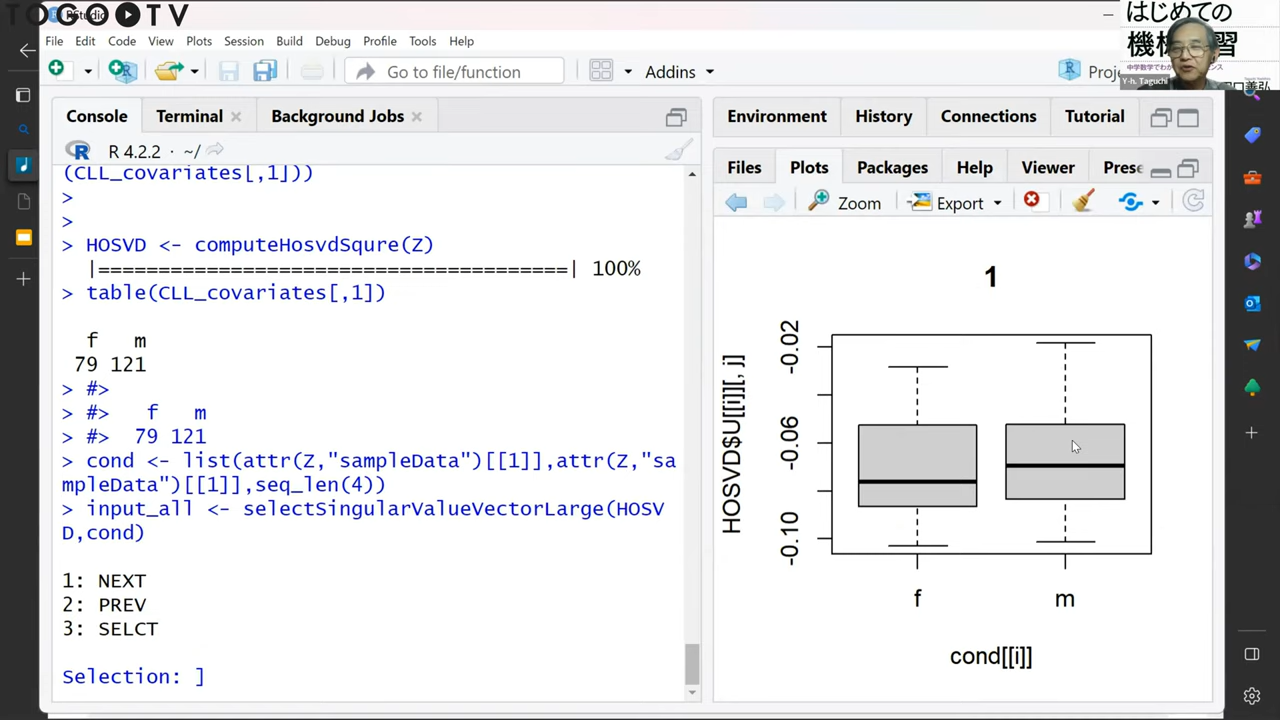 TOGO TV
はじめての
機械学習
Y-h. Taguchi
File Edit Code View Plots Session Build Debug Profile Tools Help
Go to file/function
Addins
Proje
Console Terminal Background Jobs
R 4.2.2 · ~/
(CLL_covariates[,1]))
>
>
> HOSVD <- computeHosvdSqure(Z)
|=======================================| 100%
> table(CLL_covariates[,1])
f m
79 121
> #>
> #> f m
> #> 79 121
> cond <- list(attr(Z,"sampleData")[[1]],attr(Z,"sa
mpleData")[[1]],seq_len(4))
> input_all <- selectSingularValueVectorLarge(HOSV
D,cond)
1: NEXT
2: PREV
3: SELCT
Selection: ]
Environment History Connections Tutorial
Files Plots Packages Help Viewer Prese
Zoom Export
1
HOSVD$U[[i]][, j]
-0.02
-0.06
-0.10
f m
cond[[i]]